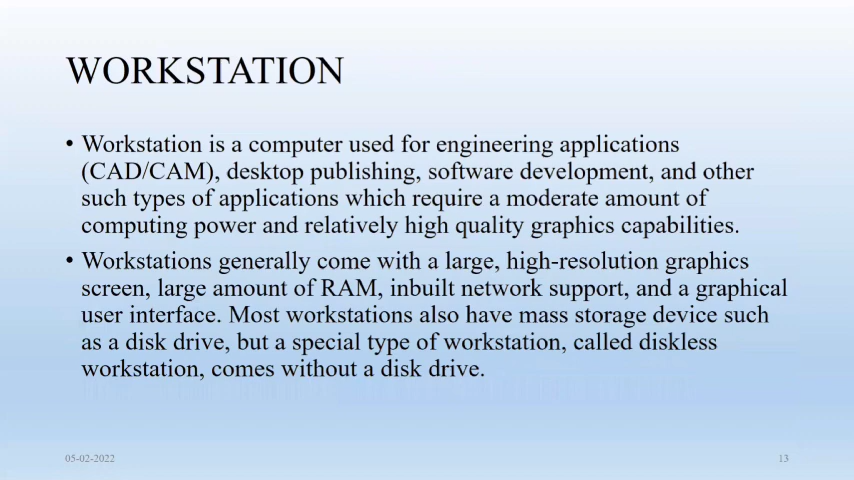 WORKSTATION
• Workstation is a computer used for engineering applications
(CAD/CAM), desktop publishing, software development, and other
such types of applications which require a moderate amount of
computing power and relatively high quality graphics capabilities.
• Workstations generally come with a large, high-resolution graphics
screen, large amount of RAM, inbuilt network support, and a graphical
user interface. Most workstations also have mass storage device such
as a disk drive, but a special type of workstation, called diskless
workstation, comes without a disk drive.
05-02-2022
13